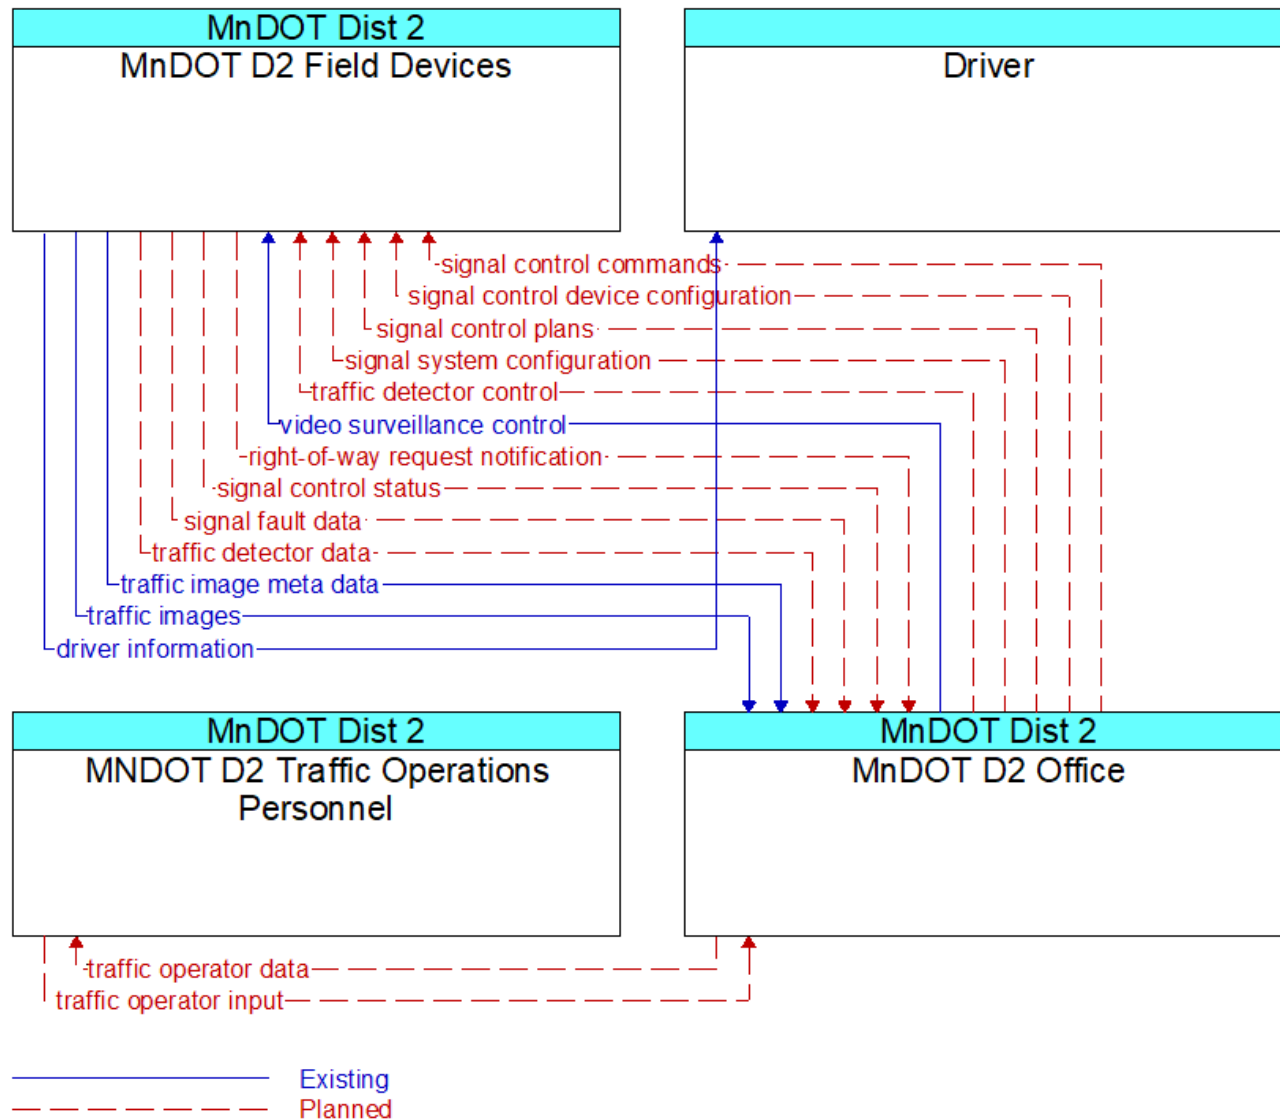 MnDOT Dist 2
MnDOT D2 Field Devices
Driver
signal control commands
signal control device configuration
signal control plans
signal system configuration
traffic detector control
video surveillance control
right-of-way request notification
signal control status
signal fault data
traffic detector data
traffic image meta data
traffic images
driver information
MnDOT Dist 2
MNDOT D2 Traffic Operations
Personnel
MnDOT Dist 2
MnDOT D2 Office
traffic operator data
traffic operator input
Existing
Planned